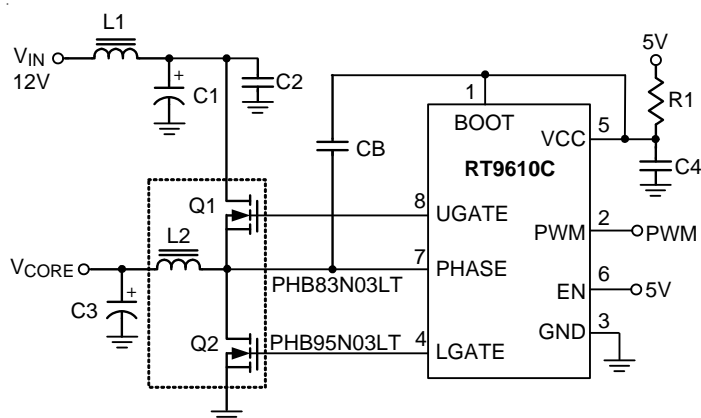 L1
VIN
12V
C1
+
C2
5V
R1
1
BOOT
VCC
5
C4
CB
RT9610C
Q1
8
UGATE
PWM
2
PWM
L2
VCORE
7
PHASE
PHB83N03LT
C3
+
EN
6
5V
GND
3
Q2
PHB95N03LT
4
LGATE